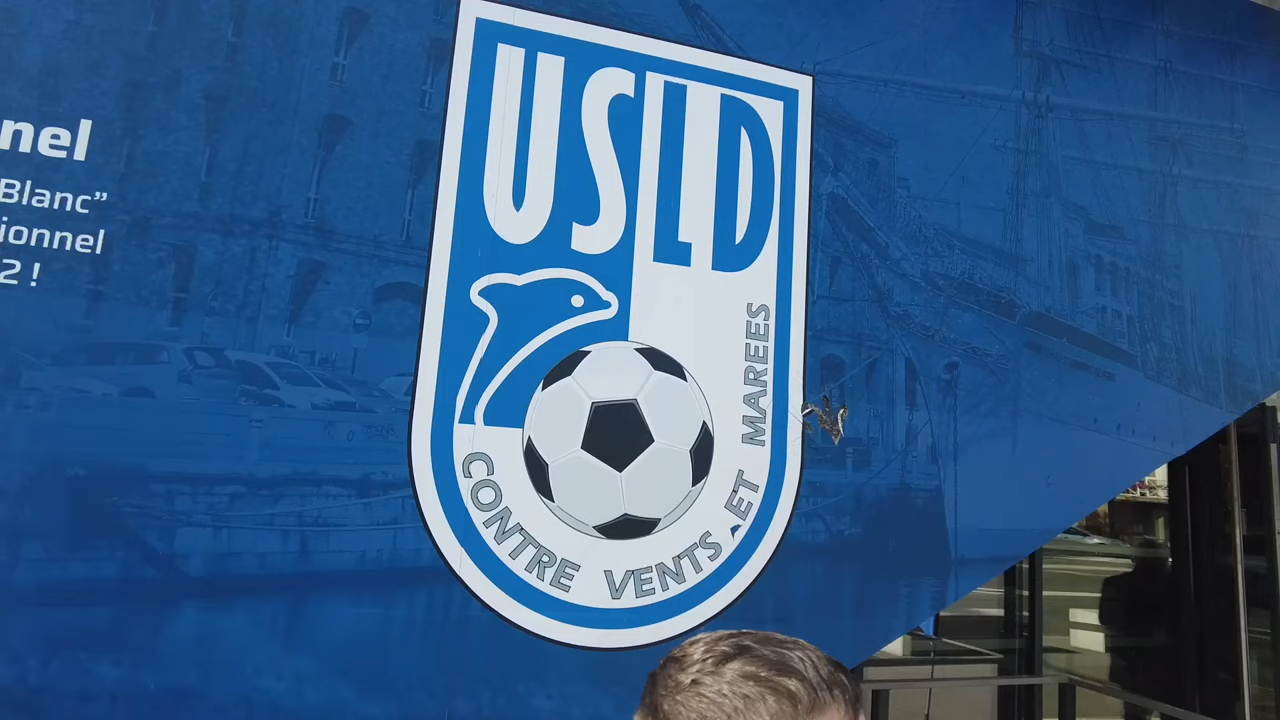 nel
Blanc”
ionnel
2 !
USLD
CONTRE VENTS ET MAREES